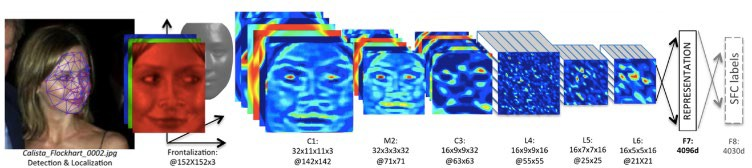 Calista_Flockhart_0002.jpg
Detection & Localization
Frontalization:
@152X152x3
C1:
32x11x11x3
@142x142
M2:
32x3x3x32
@71x71
C3:
16x9x9x32
@63x63
L4:
16x9x9x16
@55x55
L5:
16x7x7x16
@25x25
L6:
16x5x5x16
@21X21
REPRESENTATION
F7:
4096d
SFC labels
F8:
4030d